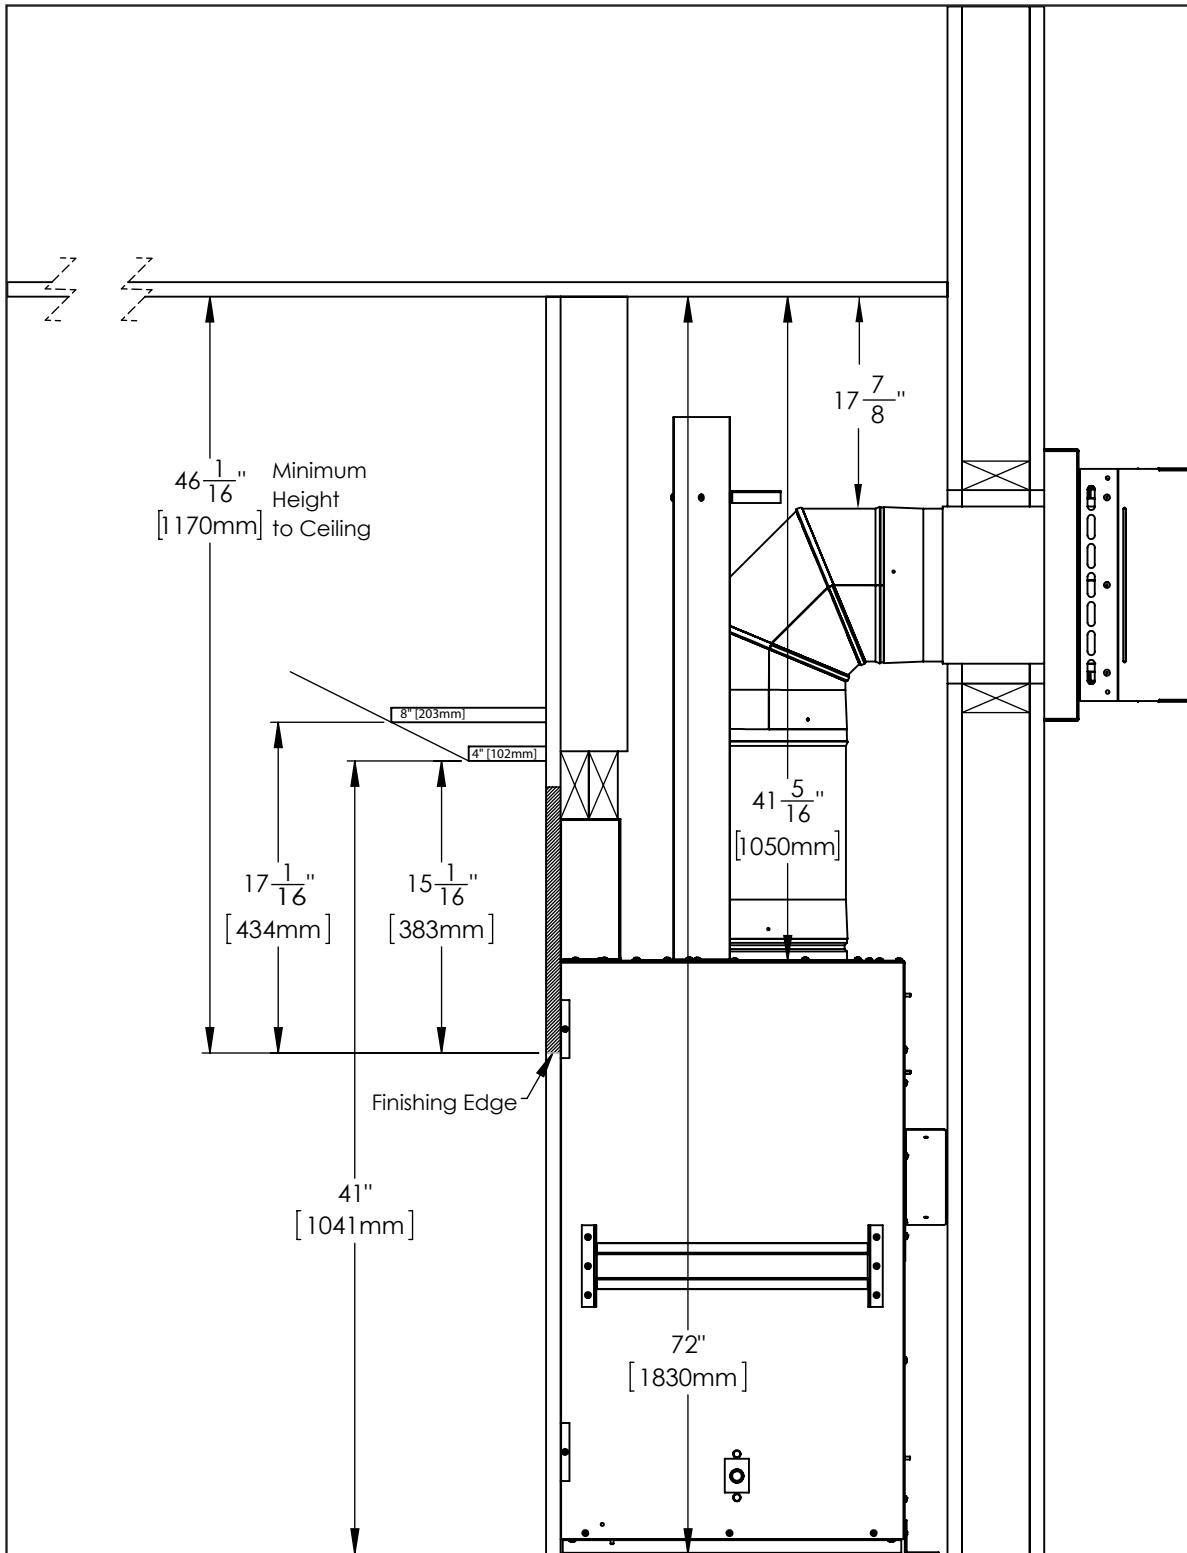 17 7/8"
46 1/16"
[1170mm]
Minimum
Height
to Ceiling
8" [203mm]
4" [102mm]
41 5/16"
[1050mm]
17 1/16"
[434mm]
15 1/16"
[383mm]
Finishing Edge
41"
[1041mm]
72"
[1830mm]